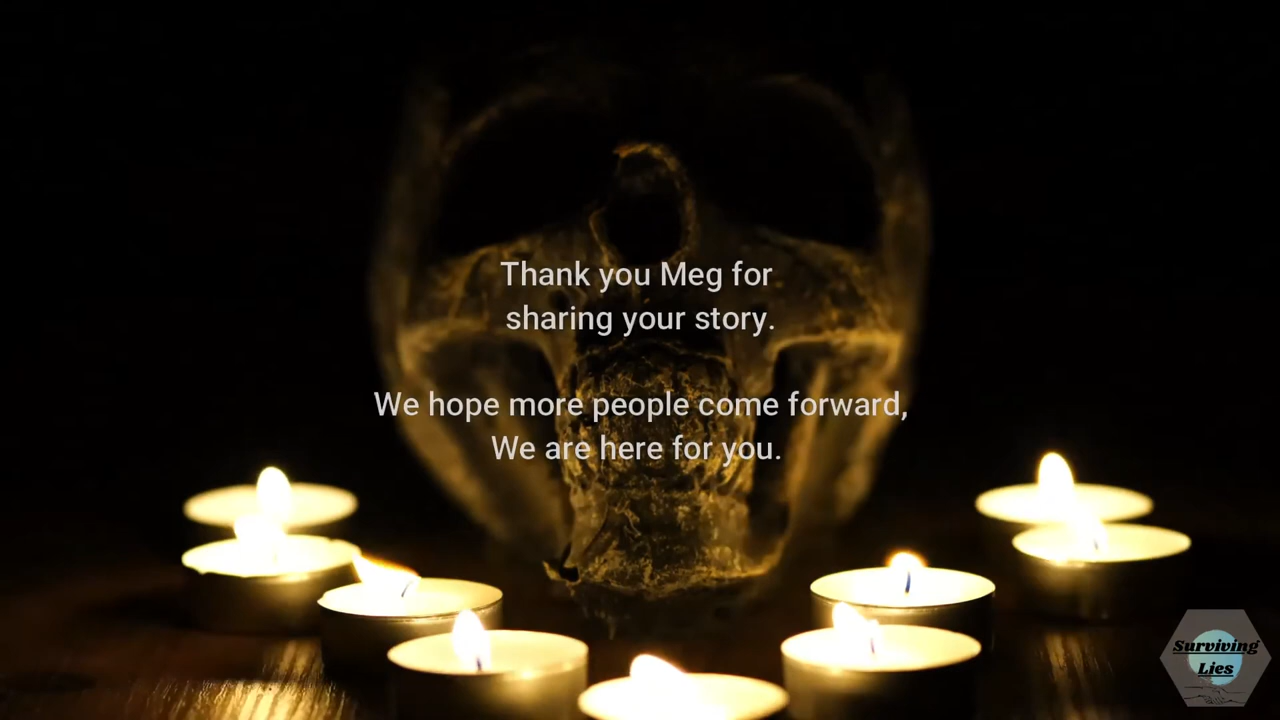 Thank you Meg for
sharing your story.
We hope more people come forward,
We are here for you.
Surviving
Lies